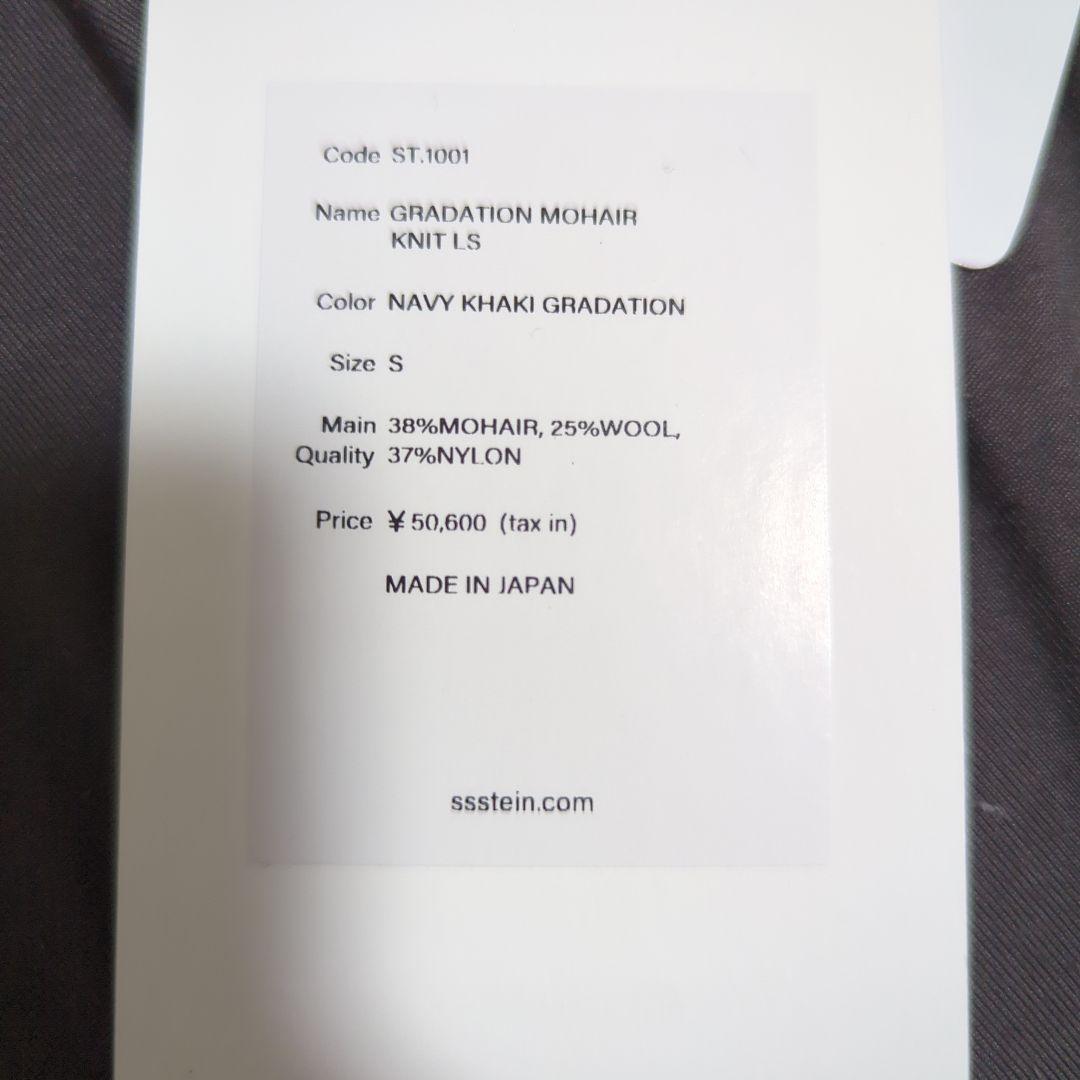 Code ST.1001
Name GRADATION MOHAIR
KNIT LS
Color NAVY KHAKI GRADATION
Size S
Main 38%MOHAIR, 25%WOOL,
Quality 37%NYLON
Price ¥50,600 (tax in)
MADE IN JAPAN
ssstein.com